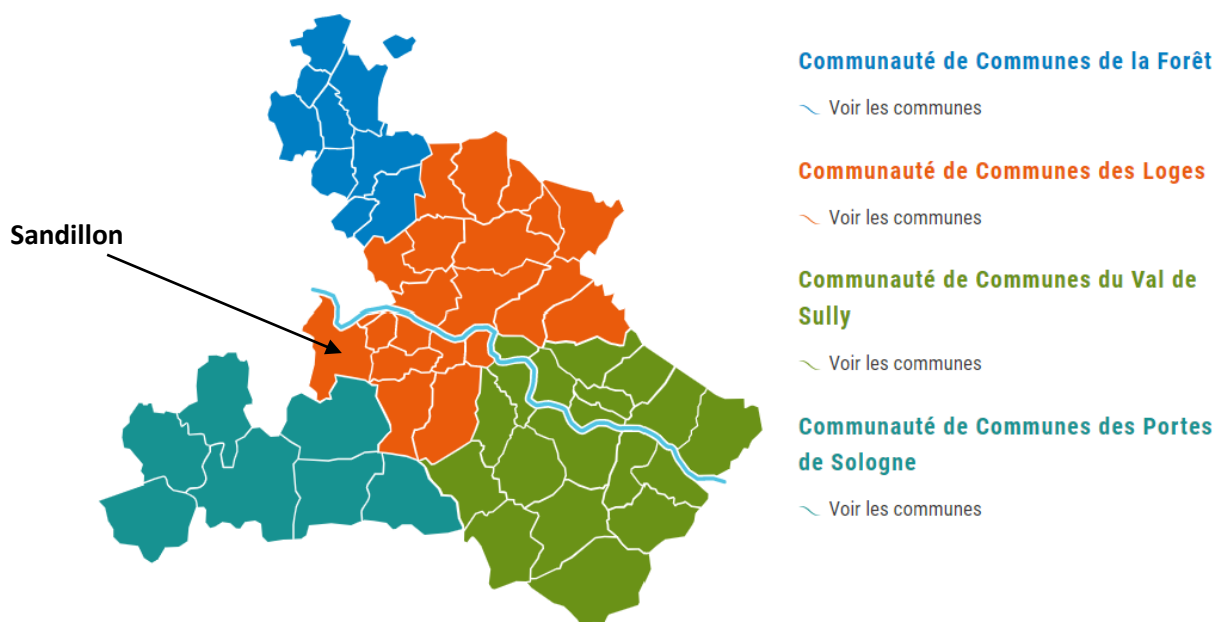 Sandillon
Communauté de Communes de la Forêt
Voir les communes
Communauté de Communes des Loges
Voir les communes
Communauté de Communes du Val de
Sully
Voir les communes
Communauté de Communes des Portes
de Sologne
Voir les communes